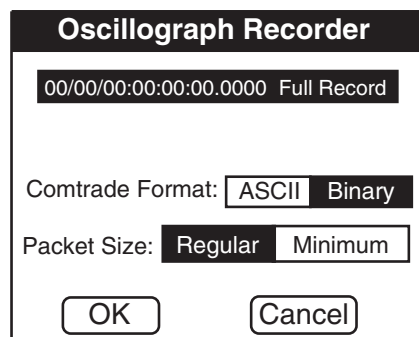 Oscillograph Recorder
00/00/00:00:00:00.0000 Full Record
Comtrade Format: ASCII Binary
Packet Size: Regular Minimum
OK Cancel